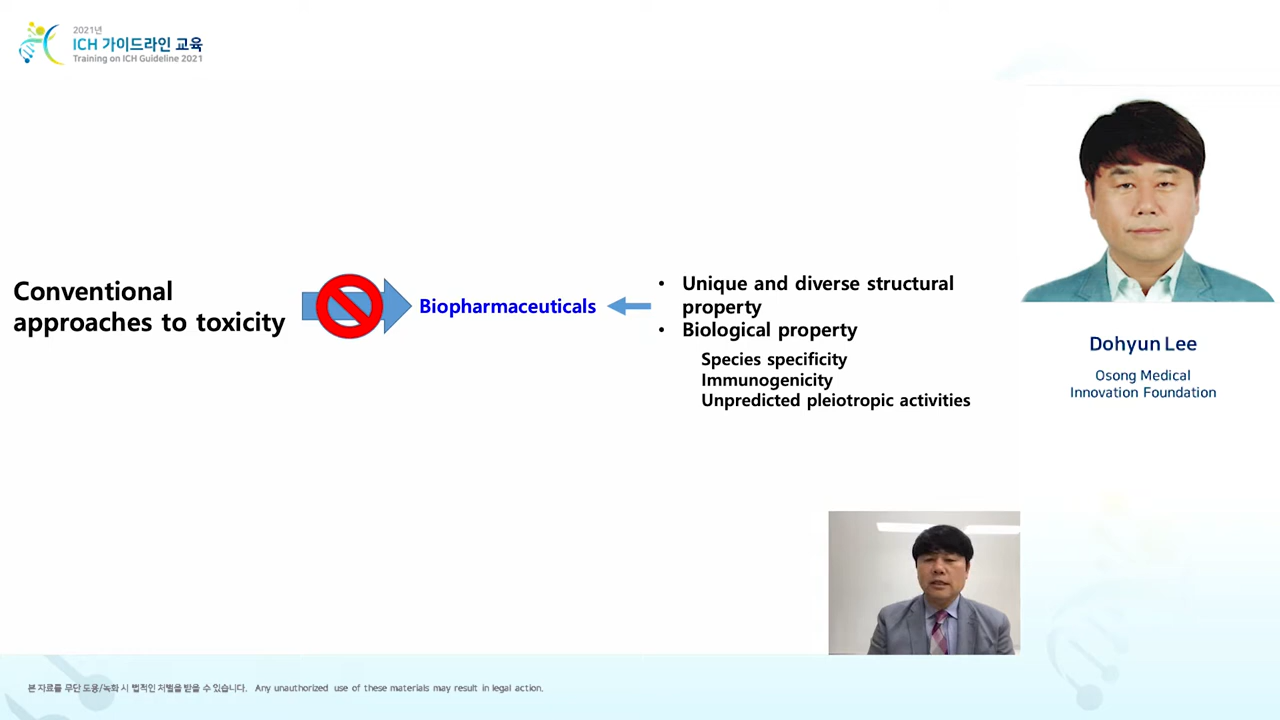 2021년
ICH 가이드라인 교육
Training on ICH Guideline 2021
Conventional
approaches to toxicity
Biopharmaceuticals
• Unique and diverse structural
property
• Biological property
Species specificity
Immunogenicity
Unpredicted pleiotropic activities
Dohyun Lee
Osong Medical
Innovation Foundation
본 자료를 무단 도용/녹화 시 법적인 처벌을 받을 수 있습니다. Any unauthorized use of these materials may result in legal action.